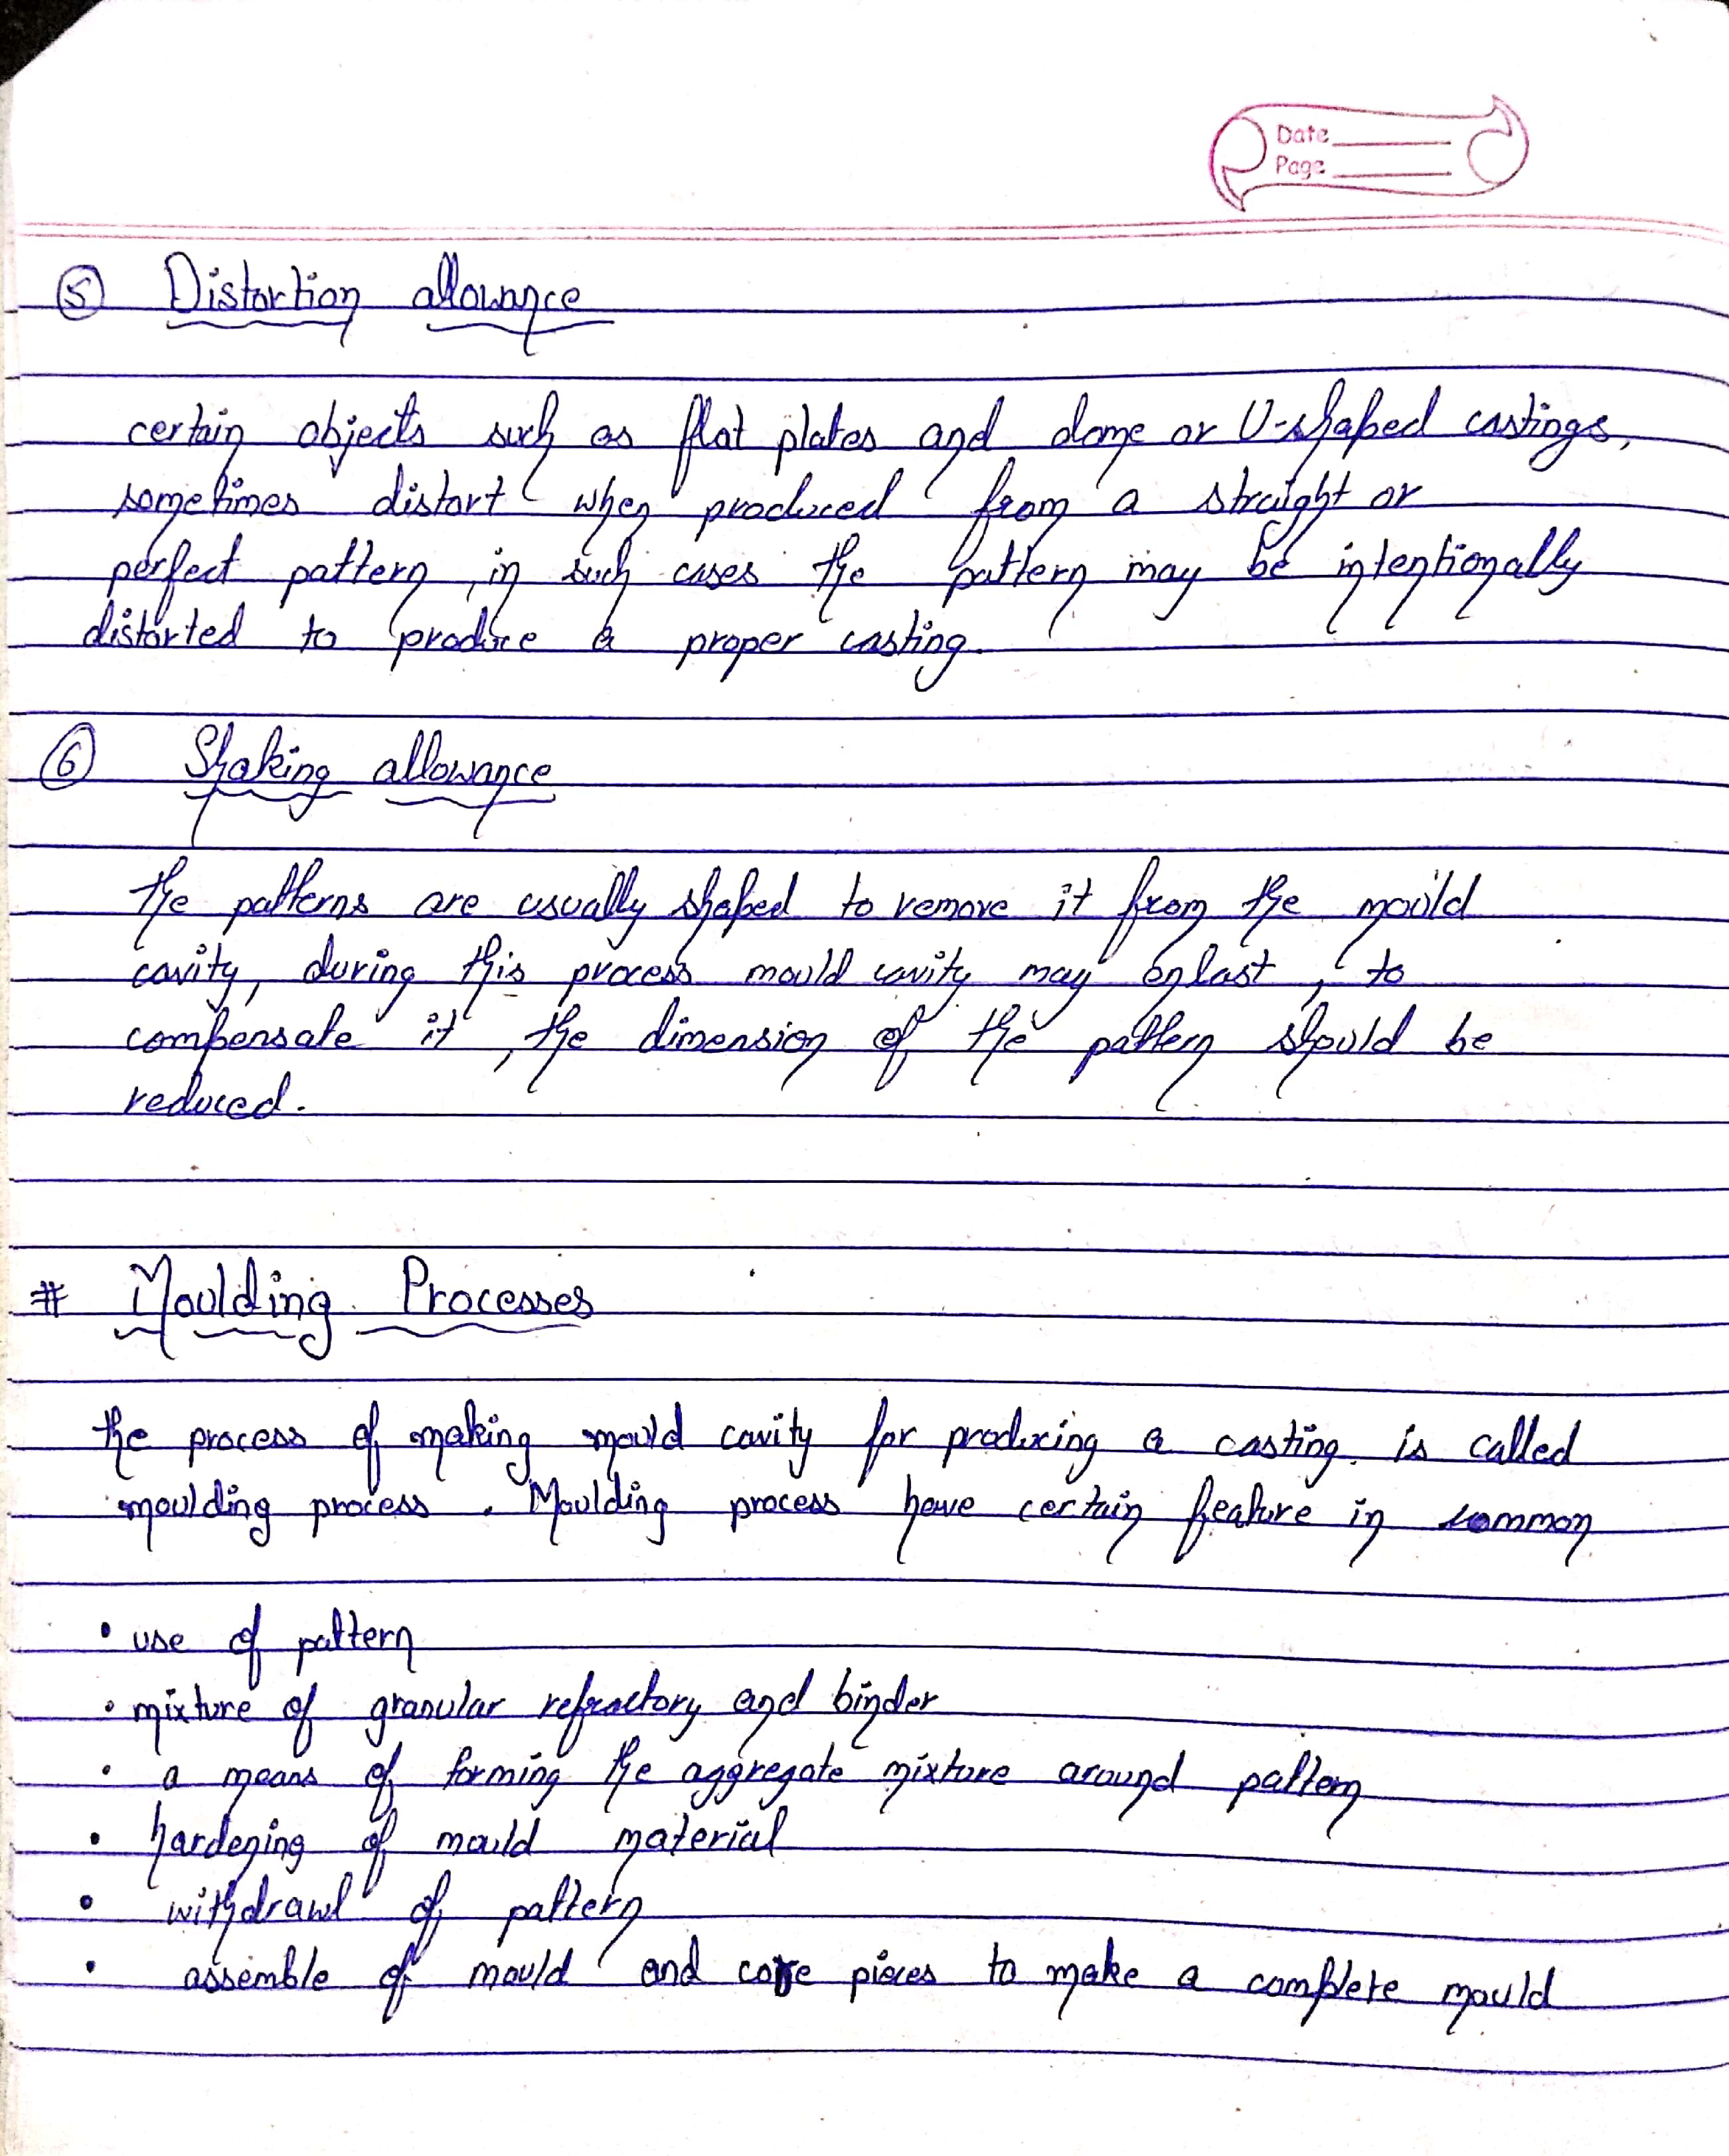 Date
Page
⑤ Distortion allowance
certain objects such as flat plates and dome or U-shaped castings,
sometimes distort when produced from a straight or
perfect pattern, in such cases the pattern may be intentionally
distorted to produce a proper casting.
⑥ Shaking allowance
the patterns are usually shaped to remove it from the mould
cavity, during this process mould cavity may enlast, to
compensate it, the dimension of the pattern should be
reduced.
# Moulding Processes
the process of making mould cavity for producing a casting. is called
moulding process. Moulding process have certain feature in common
• use of pattern
• mixture of granular refractory and binder
• a means of forming the aggregate mixture around pattern
• hardening of mould material
• withdrawl of pattern
• assemble of mould and core pieces to make a complete mould